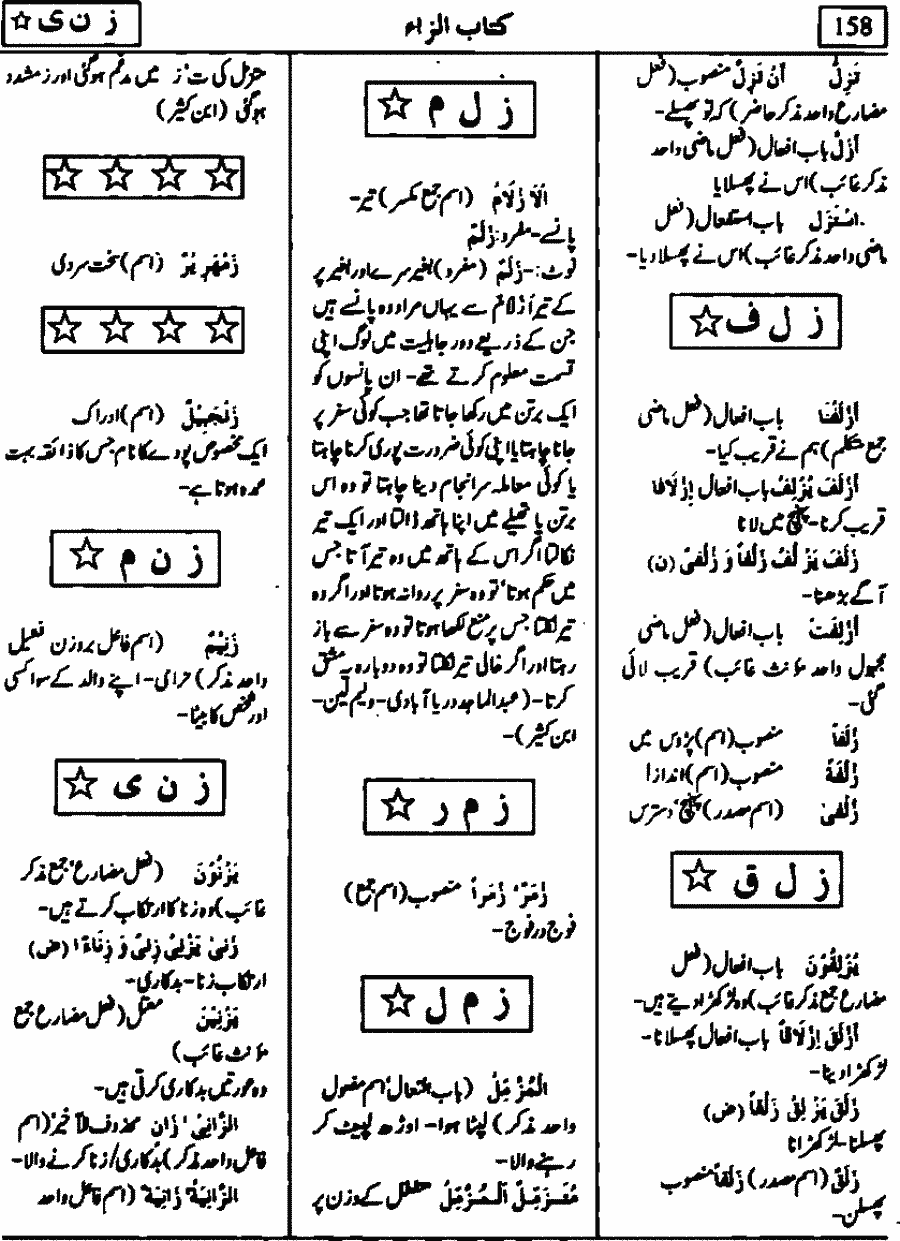 158
کتاب الزاء
ز ن ی ☆
تَزِلُّ أَنْ تَزِلَّ منصوب (فعل
مضارع واحد مذکر حاضر) کہ تو پھسلے۔
أَزَلَّ باب افعال (فعل ماضی واحد
مذکر غائب) اس نے پھسلایا
اِسْتَزَلَّ باب استفعال (فعل
ماضی واحد مذکر غائب) اس نے پھسلا دیا۔
ز ل ف ☆
أَزْلَفْنَا باب افعال (فعل ماضی
جمع متکلم) ہم نے قریب کیا۔
أَزْلَفَ يُزْلِفُ باب افعال إِزْلَافًا
قریب کرنا۔ پہنچ میں لانا
زَلَفَ يَزْلُفُ زَلْفاً وَ زُلْفىً (ن)
آگے بڑھنا۔
أُزْلِفَتْ باب افعال (فعل ماضی
مجہول واحد مؤنث غائب) قریب لائی
گئی۔
زُلَفاً منصوب (اسم) پڑوس میں
زُلْفَةً منصوب (اسم) اندازا
زُلْفىٰ (اسم مصدر) پہنچ، دسترس
ز ل ق ☆
يُزْلِقُوْنَ باب افعال (فعل
مضارع جمع مذکر غائب) وہ لڑکھڑا دیتے ہیں۔
أَزْلَقَ إِزْلَاقاً باب افعال پھسلانا۔
لڑکھڑا دینا۔
زَلَقَ يَزْلِقُ زَلْقاً (ض)
پھسلنا۔ لڑکھڑانا
زَلَقٌ (اسم مصدر) زَلَقاً منصوب
پھسلن۔
ز ل م ☆
اَلْأَزْلَامُ (اسم جمع مکسر) تیر۔
پانسے۔ مفرد: زَلَمٌ
نوٹ:۔ زَلَمٌ (مفرد) بغیر سرے اور بغیر پر
کے تیر أَزْلَام سے یہاں مراد وہ پانسے ہیں
جن کے ذریعے دور جاہلیت میں لوگ اپنی
قسمت معلوم کرتے تھے۔ ان پانسوں کو
ایک برتن میں رکھا جاتا تھا جب کوئی سفر پر
جانا چاہتا یا اپنی کوئی ضرورت پوری کرنا چاہتا
یا کوئی معاملہ سرانجام دینا چاہتا تو وہ اس
برتن یا تھیلے میں اپنا ہاتھ ڈالتا اور ایک تیر
نکالتا اگر اس کے ہاتھ میں وہ تیر آتا جس
میں حکم ہوتا، تو وہ سفر پر روانہ ہوتا اور اگر وہ
تیر نکلتا جس پر منع لکھا ہوتا تو وہ سفر سے باز
رہتا اور اگر خالی تیر نکلتا تو وہ دوبارہ یہ مشق
کرتا۔ (عبدالماجد دریاآبادی۔ ولیم لین۔
ابن کثیر)۔
ز م ر ☆
زُمَرٌ، زُمَراً منصوب (اسم جمع)
فوج در فوج۔
ز م ل ☆
اَلْمُزَّمِّلُ (باب افتعال، اسم مفعول
واحد مذکر) لپٹا ہوا۔ اوڑھ لپیٹ کر
رہنے والا۔
مُتَزَمِّلٌ اَلْمُزَّمِّلُ کے وزن پر
متزمل کی ت، ز میں مدغم ہوگئی اور ز مشدد
ہوگئی (ابن کثیر)
☆ ☆ ☆ ☆
زَمْهَرِيْرٌ (اسم) سخت سردی
☆ ☆ ☆ ☆
زَنْجَبِيْلٌ (اسم) ادراک
ایک مخصوص پودے کا نام جس کا ذائقہ بہت
عمدہ ہوتا ہے۔
ز ن م ☆
زَنِيْمٌ (اسم فاعل بروزن فعیل
واحد مذکر) حرامی۔ اپنے والد کے سوا کسی
اور شخص کا بیٹا۔
ز ن ی ☆
يَزْنُوْنَ (فعل مضارع، جمع مذکر
غائب) وہ زنا کا ارتکاب کرتے ہیں۔
زَنىٰ يَزْنِيْ زِنىً وَ زِنَاءً، (ض)
ارتکاب زنا۔ بدکاری۔
يَزْنِيْنَ معتل (فعل مضارع جمع
مؤنث غائب)
وہ عورتیں بدکاری کرتی ہیں۔
اَلزَّانِيْ، زَانٍ محذوف الآخر (اسم
فاعل واحد مذکر) بدکاری/زنا کرنے والا۔
اَلزَّانِيَةُ، زَانِيَةٌ (اسم فاعل واحد